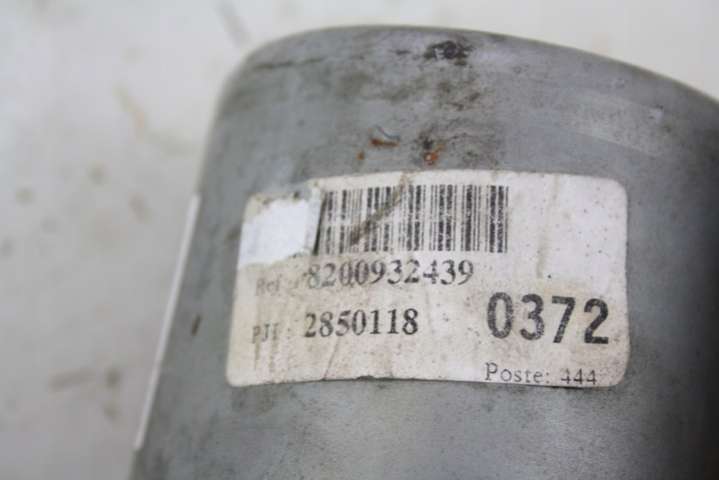 Ref : 8200932439
PJI : 2850118
0372
Poste: 444